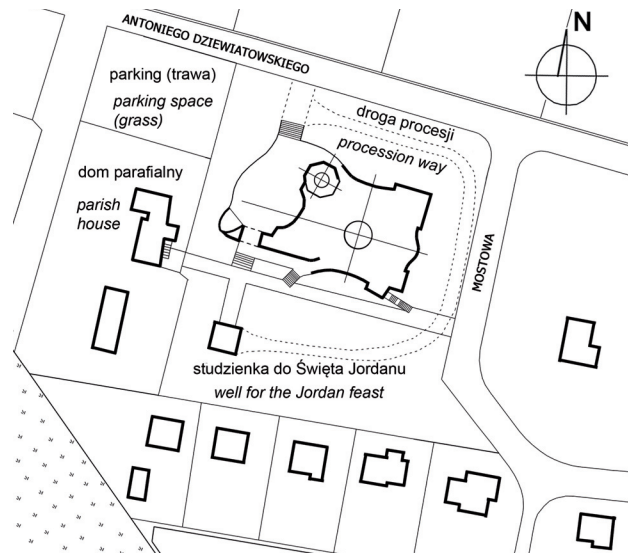 ANTONIEGO DZIEWIATOWSKIEGO
N
parking (trawa)
parking space
(grass)
droga procesji
procession way
dom parafialny
parish
house
MOSTOWA
studzienka do Święta Jordanu
well for the Jordan feast